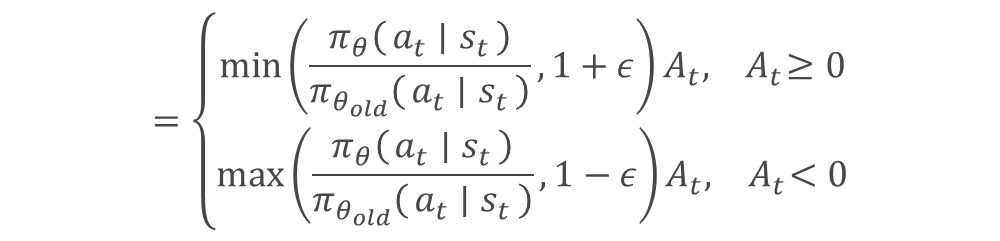 = { min( π_θ( a_t | s_t ) / π_θ_old( a_t | s_t ) , 1 + ϵ ) A_t,   A_t ≥ 0
max( π_θ( a_t | s_t ) / π_θ_old( a_t | s_t ) , 1 − ϵ ) A_t,   A_t < 0